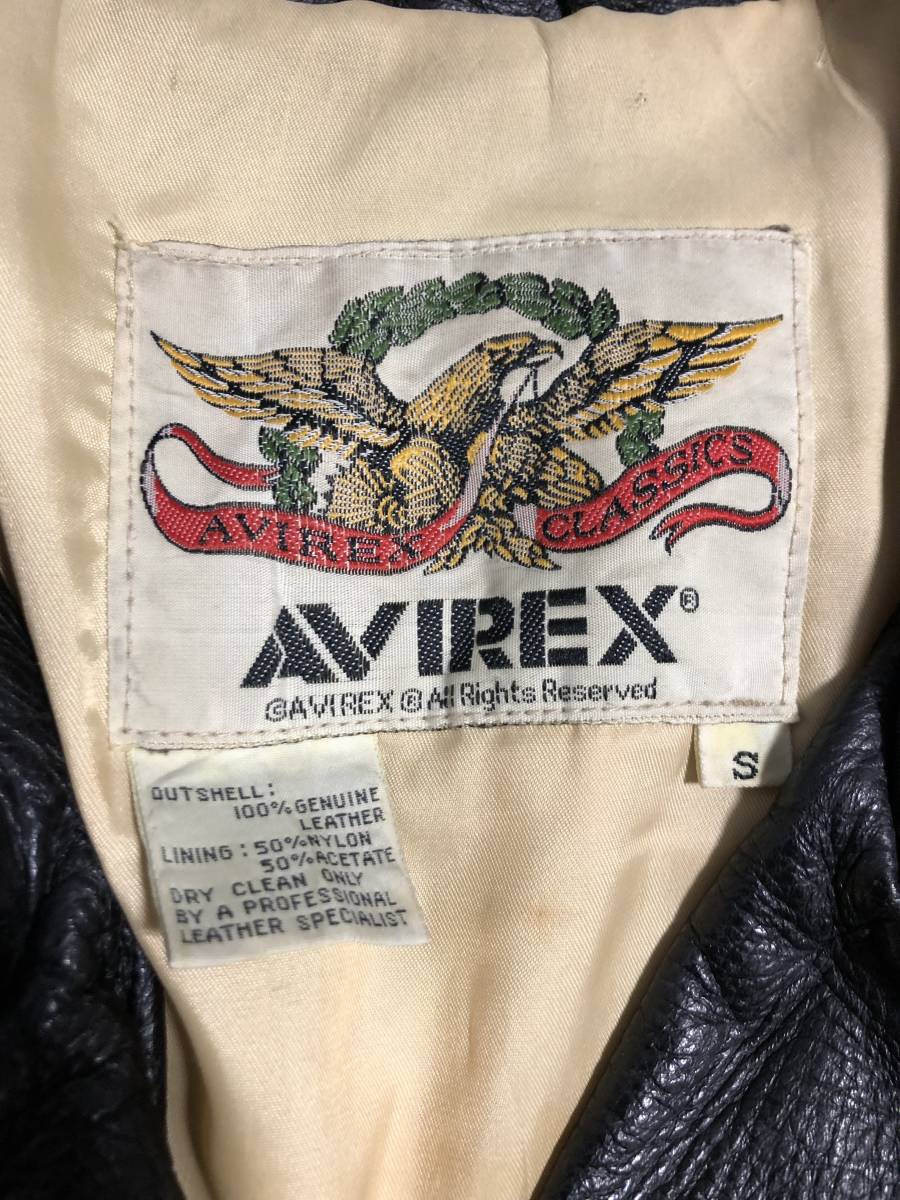 AVIREX CLASSICS
AVIREX®
©AVIREX ® All Rights Reserved
S
OUTSHELL:
100% GENUINE
LEATHER
LINING: 50% NYLON
50% ACETATE
DRY CLEAN ONLY
BY A PROFESSIONAL
LEATHER SPECIALIST